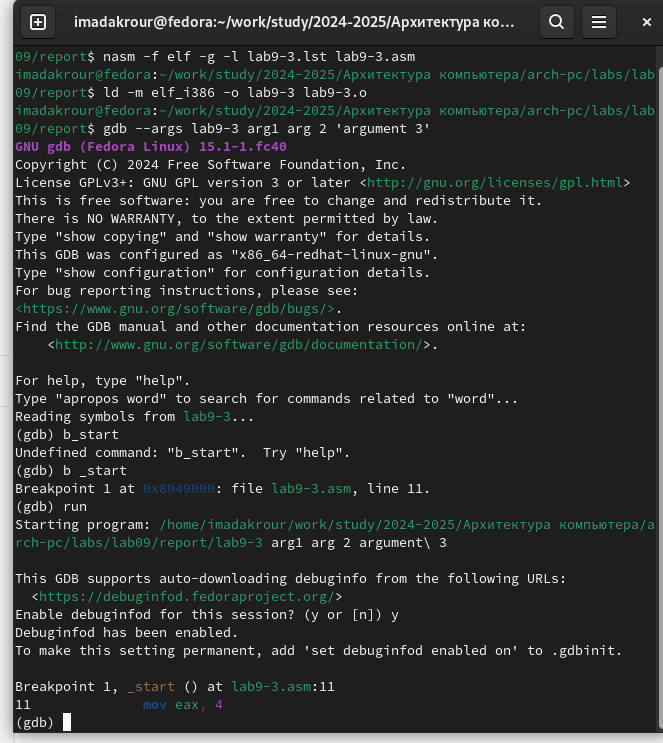 imadakrour@fedora:~/work/study/2024-2025/Архитектура ко...
09/report$ nasm -f elf -g -l lab9-3.lst lab9-3.asm
imadakrour@fedora:~/work/study/2024-2025/Архитектура компьютера/arch-pc/labs/lab
09/report$ ld -m elf_i386 -o lab9-3 lab9-3.o
imadakrour@fedora:~/work/study/2024-2025/Архитектура компьютера/arch-pc/labs/lab
09/report$ gdb --args lab9-3 arg1 arg 2 'argument 3'
GNU gdb (Fedora Linux) 15.1-1.fc40
Copyright (C) 2024 Free Software Foundation, Inc.
License GPLv3+: GNU GPL version 3 or later <http://gnu.org/licenses/gpl.html>
This is free software: you are free to change and redistribute it.
There is NO WARRANTY, to the extent permitted by law.
Type "show copying" and "show warranty" for details.
This GDB was configured as "x86_64-redhat-linux-gnu".
Type "show configuration" for configuration details.
For bug reporting instructions, please see:
<https://www.gnu.org/software/gdb/bugs/>.
Find the GDB manual and other documentation resources online at:
    <http://www.gnu.org/software/gdb/documentation/>.

For help, type "help".
Type "apropos word" to search for commands related to "word"...
Reading symbols from lab9-3...
(gdb) b_start
Undefined command: "b_start".  Try "help".
(gdb) b _start
Breakpoint 1 at 0x8049000: file lab9-3.asm, line 11.
(gdb) run
Starting program: /home/imadakrour/work/study/2024-2025/Архитектура компьютера/a
rch-pc/labs/lab09/report/lab9-3 arg1 arg 2 argument\ 3

This GDB supports auto-downloading debuginfo from the following URLs:
  <https://debuginfod.fedoraproject.org/>
Enable debuginfod for this session? (y or [n]) y
Debuginfod has been enabled.
To make this setting permanent, add 'set debuginfod enabled on' to .gdbinit.

Breakpoint 1, _start () at lab9-3.asm:11
11              mov eax, 4
(gdb)